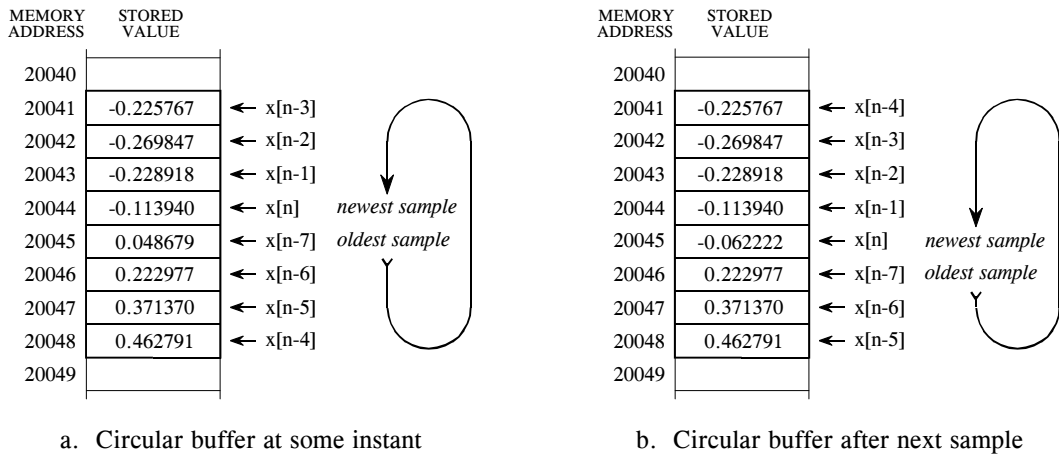 MEMORY ADDRESS STORED VALUE
20040
20041 -0.225767 x[n-3]
20042 -0.269847 x[n-2]
20043 -0.228918 x[n-1]
20044 -0.113940 x[n] newest sample
20045 0.048679 x[n-7] oldest sample
20046 0.222977 x[n-6]
20047 0.371370 x[n-5]
20048 0.462791 x[n-4]
20049
a. Circular buffer at some instant
MEMORY ADDRESS STORED VALUE
20040
20041 -0.225767 x[n-4]
20042 -0.269847 x[n-3]
20043 -0.228918 x[n-2]
20044 -0.113940 x[n-1]
20045 -0.062222 x[n] newest sample
20046 0.222977 x[n-7] oldest sample
20047 0.371370 x[n-6]
20048 0.462791 x[n-5]
20049
b. Circular buffer after next sample